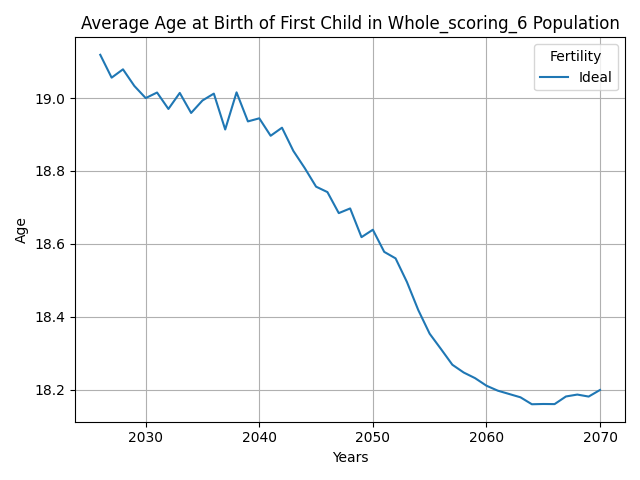 Average Age at Birth of First Child in Whole_scoring_6 Population
Fertility
Ideal
Age
19.0
18.8
18.6
18.4
18.2
2030 2040 2050 2060 2070
Years